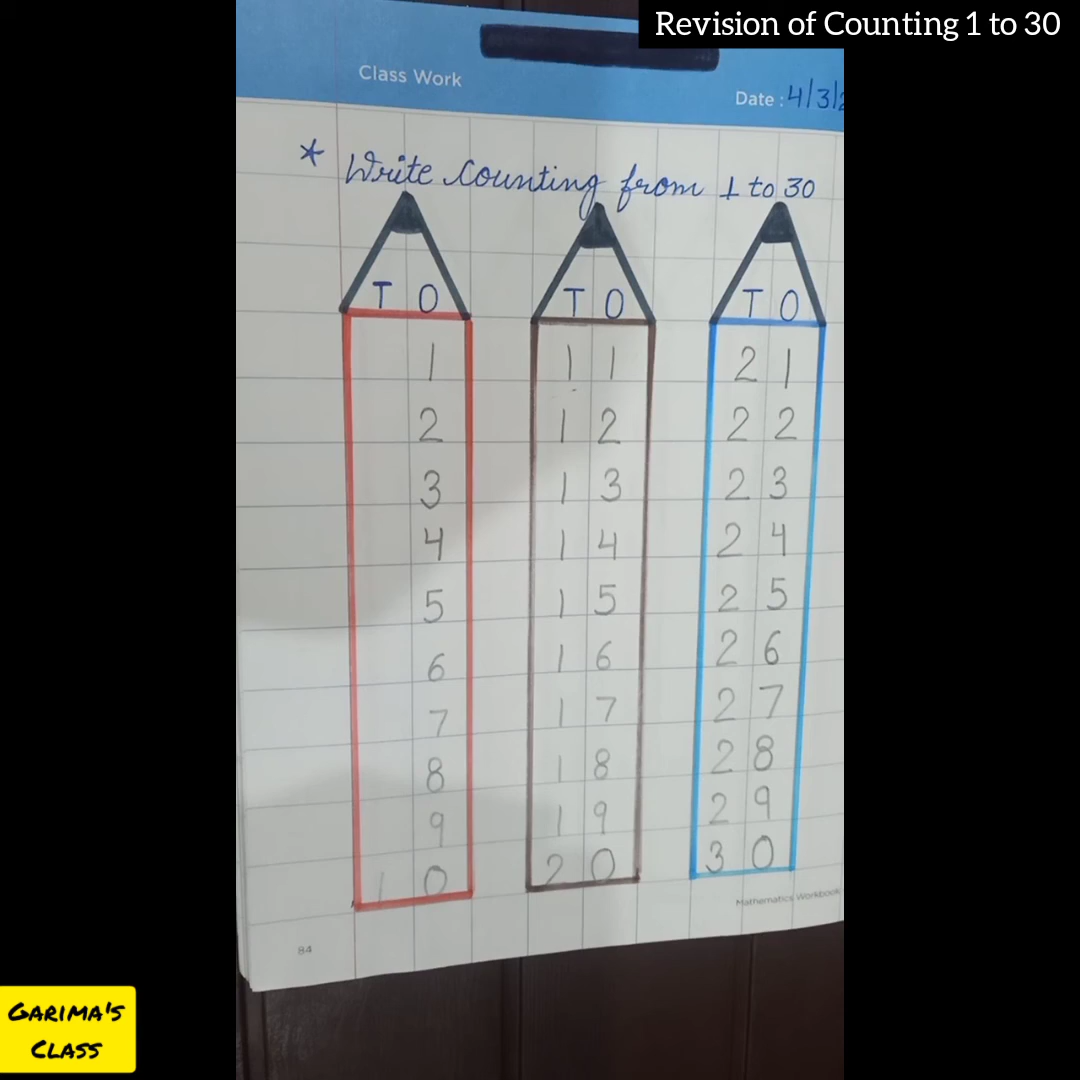 Revision of Counting 1 to 30
Class Work
Date : 4/3/2
* Write Counting from 1 to 30
T O T O T O
1 11 21
2 12 22
3 13 23
4 14 24
5 15 25
6 16 26
7 17 27
8 18 28
9 19 29
10 20 30
Mathematics Workbook
84
GARIMA'S
CLASS